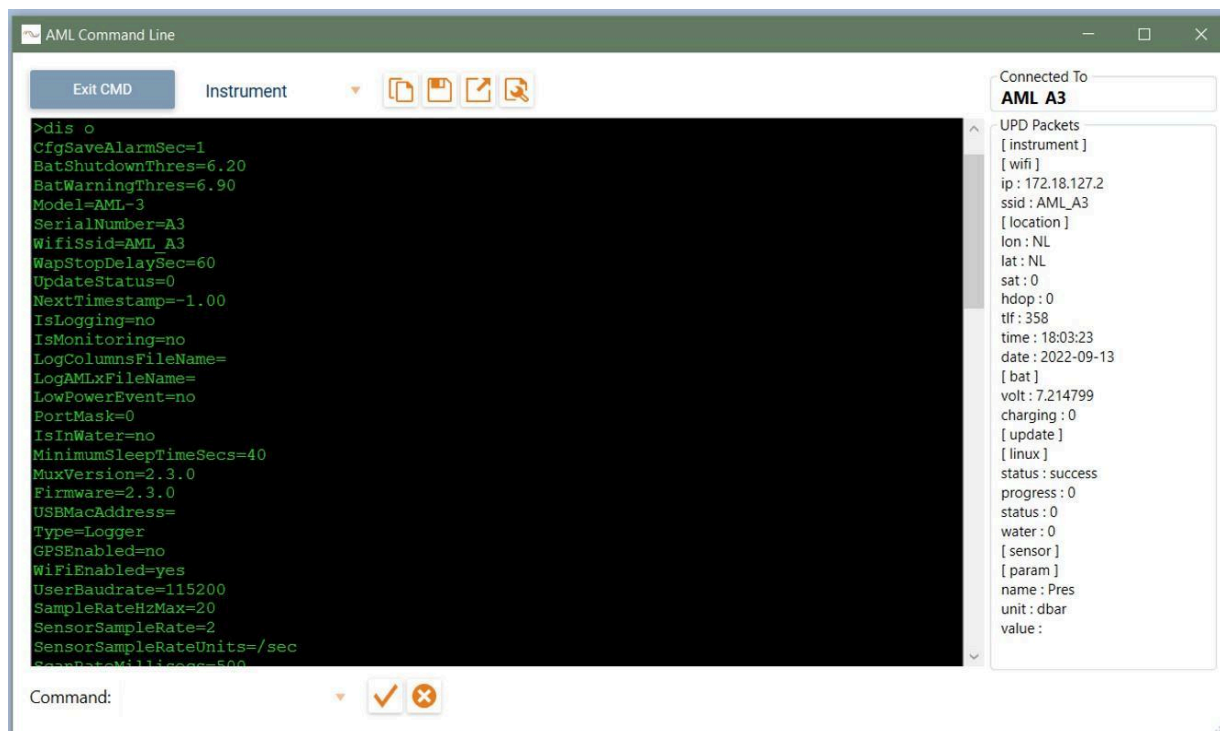 AML Command Line
Exit CMD
Instrument
>dis o
CfgSaveAlarmSec=1
BatShutdownThres=6.20
BatWarningThres=6.90
Model=AML-3
SerialNumber=A3
WifiSsid=AML_A3
WapStopDelaySec=60
UpdateStatus=0
NextTimestamp=-1.00
IsLogging=no
IsMonitoring=no
LogColumnsFileName=
LogAMLxFileName=
LowPowerEvent=no
PortMask=0
IsInWater=no
MinimumSleepTimeSecs=40
MuxVersion=2.3.0
Firmware=2.3.0
USBMacAddress=
Type=Logger
GPSEnabled=no
WiFiEnabled=yes
UserBaudrate=115200
SampleRateHzMax=20
SensorSampleRate=2
SensorSampleRateUnits=/sec
ScanRateMillisecs=500
Command:
Connected To
AML A3
UPD Packets
[ instrument ]
[ wifi ]
ip : 172.18.127.2
ssid : AML_A3
[ location ]
lon : NL
lat : NL
sat : 0
hdop : 0
tlf : 358
time : 18:03:23
date : 2022-09-13
[ bat ]
volt : 7.214799
charging : 0
[ update ]
[ linux ]
status : success
progress : 0
status : 0
water : 0
[ sensor ]
[ param ]
name : Pres
unit : dbar
value :